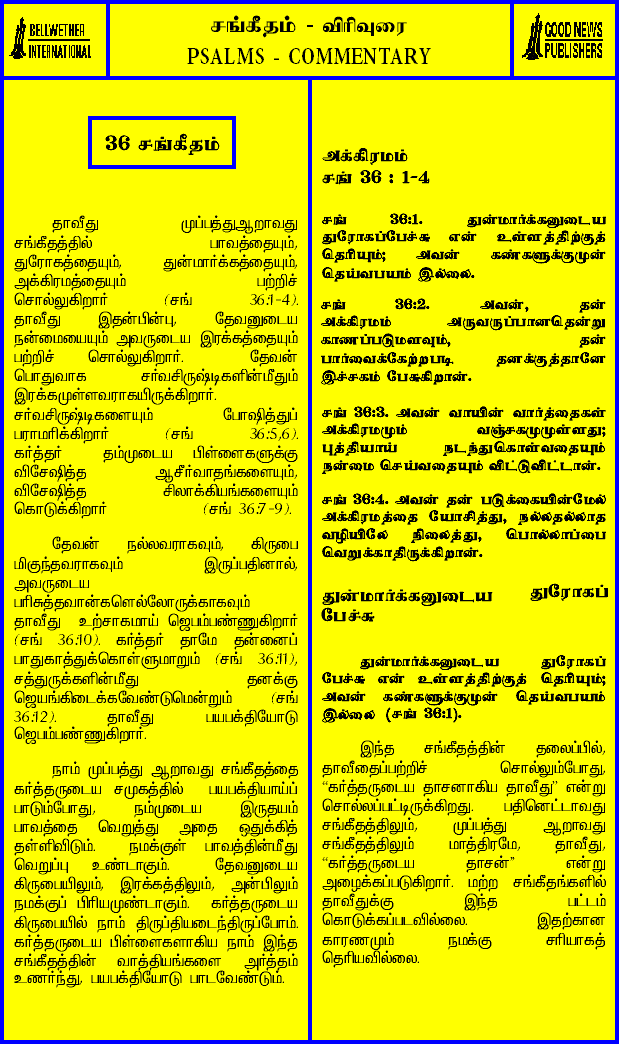 BELLWETHER
INTERNATIONAL
சங்கீதம் - விரிவுரை
PSALMS - COMMENTARY
GOOD NEWS
PUBLISHERS
36 சங்கீதம்
தாவீது முப்பத்துஆறாவது
சங்கீதத்தில் பாவத்தையும்,
துரோகத்தையும், துன்மார்க்கத்தையும்,
அக்கிரமத்தையும் பற்றிச்
சொல்லுகிறார் (சங் 36:1-4).
தாவீது இதன்பின்பு, தேவனுடைய
நன்மையையும் அவருடைய இரக்கத்தையும்
பற்றிச் சொல்லுகிறார். தேவன்
பொதுவாக சர்வசிருஷ்டிகளின்மீதும்
இரக்கமுள்ளவராகயிருக்கிறார்.
சர்வசிருஷ்டிகளையும் போஷித்துப்
பராமரிக்கிறார் (சங் 36:5,6).
கர்த்தர் தம்முடைய பிள்ளைகளுக்கு
விசேஷித்த ஆசீர்வாதங்களையும்,
விசேஷித்த சிலாக்கியங்களையும்
கொடுக்கிறார் (சங் 36:7-9).
தேவன் நல்லவராகவும், கிருபை
மிகுந்தவராகவும் இருப்பதினால்,
அவருடைய
பரிசுத்தவான்களெல்லோருக்காகவும்
தாவீது உற்சாகமாய் ஜெபம்பண்ணுகிறார்
(சங் 36:10). கர்த்தர் தாமே தன்னைப்
பாதுகாத்துக்கொள்ளுமாறும் (சங் 36:11),
சத்துருக்களின்மீது தனக்கு
ஜெயங்கிடைக்கவேண்டுமென்றும் (சங்
36:12). தாவீது பயபக்தியோடு
ஜெபம்பண்ணுகிறார்.
நாம் முப்பத்து ஆறாவது சங்கீதத்தை
கர்த்தருடைய சமுகத்தில் பயபக்தியாய்ப்
பாடும்போது, நம்முடைய இருதயம்
பாவத்தை வெறுத்து அதை ஒதுக்கித்
தள்ளிவிடும். நமக்குள் பாவத்தின்மீது
வெறுப்பு உண்டாகும். தேவனுடைய
கிருபையிலும், இரக்கத்திலும், அன்பிலும்
நமக்குப் பிரியமுண்டாகும். கர்த்தருடைய
கிருபையில் நாம் திருப்தியடைந்திருப்போம்.
கர்த்தருடைய பிள்ளைகளாகிய நாம் இந்த
சங்கீதத்தின் வாத்தியங்களை அர்த்தம்
உணர்ந்து, பயபக்தியோடு பாடவேண்டும்.
அக்கிரமம்
சங் 36 : 1-4
சங் 36:1. துன்மார்க்கனுடைய
துரோகப்பேச்சு என் உள்ளத்திற்குத்
தெரியும்; அவன் கண்களுக்குமுன்
தெய்வபயம் இல்லை.
சங் 36:2. அவன், தன்
அக்கிரமம் அருவருப்பானதென்று
காணப்படுமளவும், தன்
பார்வைக்கேற்றபடி தனக்குத்தானே
இச்சகம் பேசுகிறான்.
சங் 36:3. அவன் வாயின் வார்த்தைகள்
அக்கிரமமும் வஞ்சகமுமுள்ளது;
புத்தியாய் நடந்துகொள்வதையும்
நன்மை செய்வதையும் விட்டுவிட்டான்.
சங் 36:4. அவன் தன் படுக்கையின்மேல்
அக்கிரமத்தை யோசித்து, நல்லதல்லாத
வழியிலே நிலைத்து, பொல்லாப்பை
வெறுக்காதிருக்கிறான்.
துன்மார்க்கனுடைய துரோகப்
பேச்சு
துன்மார்க்கனுடைய துரோகப்
பேச்சு என் உள்ளத்திற்குத் தெரியும்;
அவன் கண்களுக்குமுன் தெய்வபயம்
இல்லை (சங் 36:1).
இந்த சங்கீதத்தின் தலைப்பில்,
தாவீதைப்பற்றிச் சொல்லும்போது,
“கர்த்தருடைய தாசனாகிய தாவீது” என்று
சொல்லப்பட்டிருக்கிறது. பதினெட்டாவது
சங்கீதத்திலும், முப்பத்து ஆறாவது
சங்கீதத்திலும் மாத்திரமே, தாவீது,
“கர்த்தருடைய தாசன்” என்று
அழைக்கப்படுகிறார். மற்ற சங்கீதங்களில்
தாவீதுக்கு இந்த பட்டம்
கொடுக்கப்படவில்லை. இதற்கான
காரணமும் நமக்கு சரியாகத்
தெரியவில்லை.